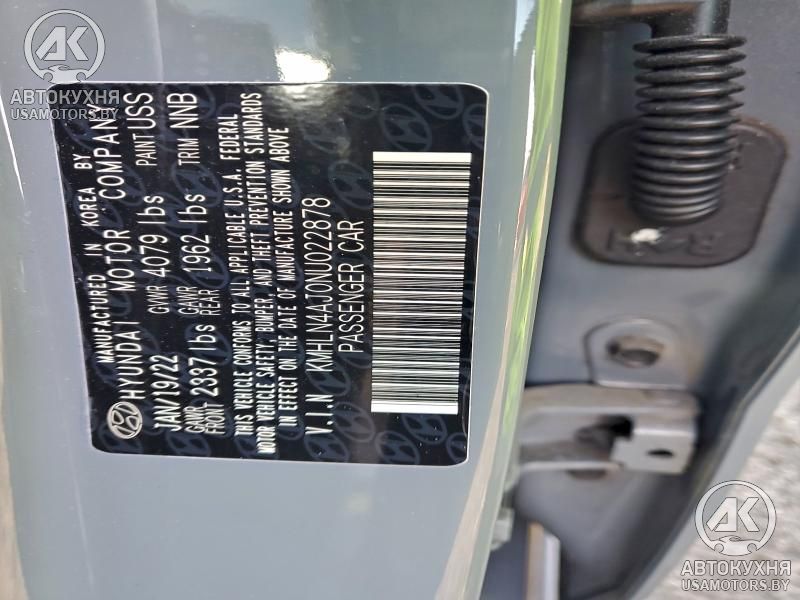 MANUFACTURED IN KOREA BY
HYUNDAI MOTOR COMPANY
JAN/19/22 GVWR 4079 lbs PAINT USS
GAWR FRONT 2337 lbs GAWR REAR 1962 lbs TRIM NNB
THIS VEHICLE CONFORMS TO ALL APPLICABLE U.S.A. FEDERAL
MOTOR VEHICLE SAFETY, BUMPER, AND THEFT PREVENTION STANDARDS
IN EFFECT ON THE DATE OF MANUFACTURE SHOWN ABOVE
V.I.N KMHLN4AJ0NU022878
PASSENGER CAR
АК
АВТОКУХНЯ
USAMOTORS.BY
АК
АВТОКУХНЯ
USAMOTORS.BY